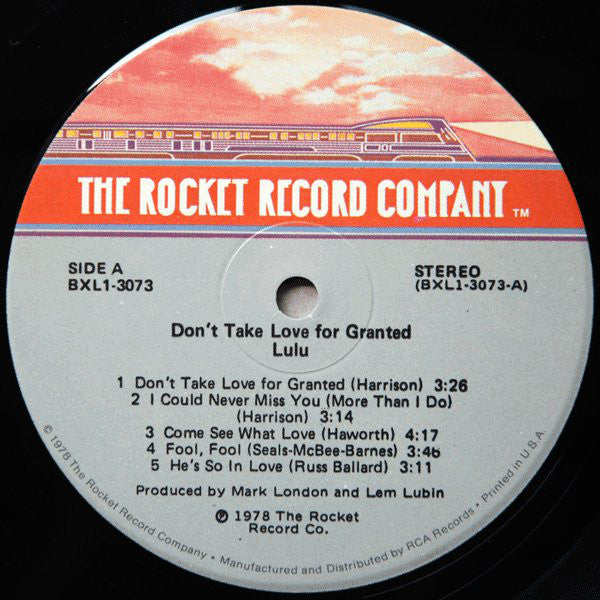 THE ROCKET RECORD COMPANY TM
SIDE A
BXL1-3073
STEREO
(BXL1-3073-A)
Don't Take Love for Granted
Lulu
1 Don't Take Love for Granted (Harrison) 3:26
2 I Could Never Miss You (More Than I Do)
(Harrison) 3:14
3 Come See What Love (Haworth) 4:17
4 Fool, Fool (Seals-McBee-Barnes) 3:46
5 He's So In Love (Russ Ballard) 3:11
Produced by Mark London and Lem Lubin
℗ 1978 The Rocket
Record Co.
© 1978 The Rocket Record Company • Manufactured and Distributed by RCA Records • Printed in U.S.A.